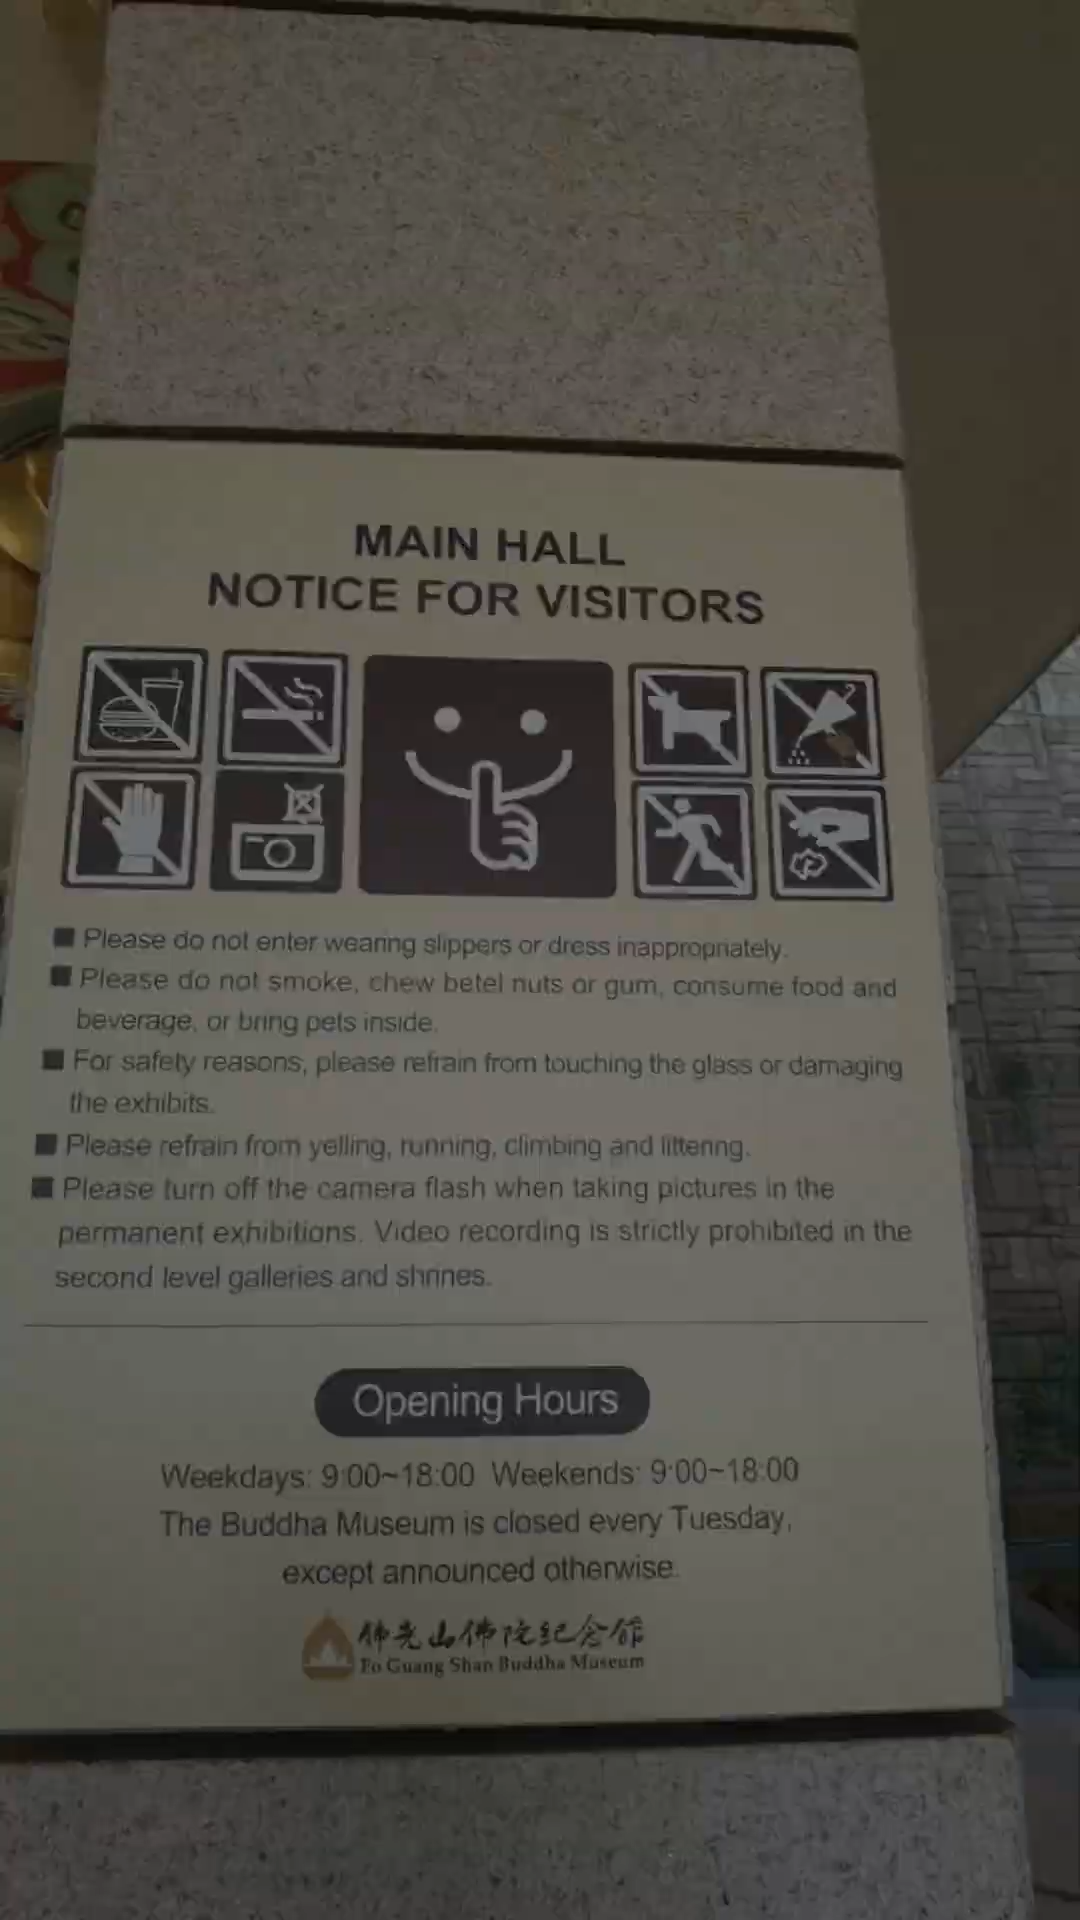 MAIN HALL
NOTICE FOR VISITORS
■ Please do not enter wearing slippers or dress inappropriately.
■ Please do not smoke, chew betel nuts or gum, consume food and
beverage, or bring pets inside.
■ For safety reasons, please refrain from touching the glass or damaging
the exhibits.
■ Please refrain from yelling, running, climbing and littering.
■ Please turn off the camera flash when taking pictures in the
permanent exhibitions. Video recording is strictly prohibited in the
second level galleries and shrines.
Opening Hours
Weekdays: 9:00~18:00 Weekends: 9:00~18:00
The Buddha Museum is closed every Tuesday,
except announced otherwise.
佛光山佛陀紀念館
Fo Guang Shan Buddha Museum